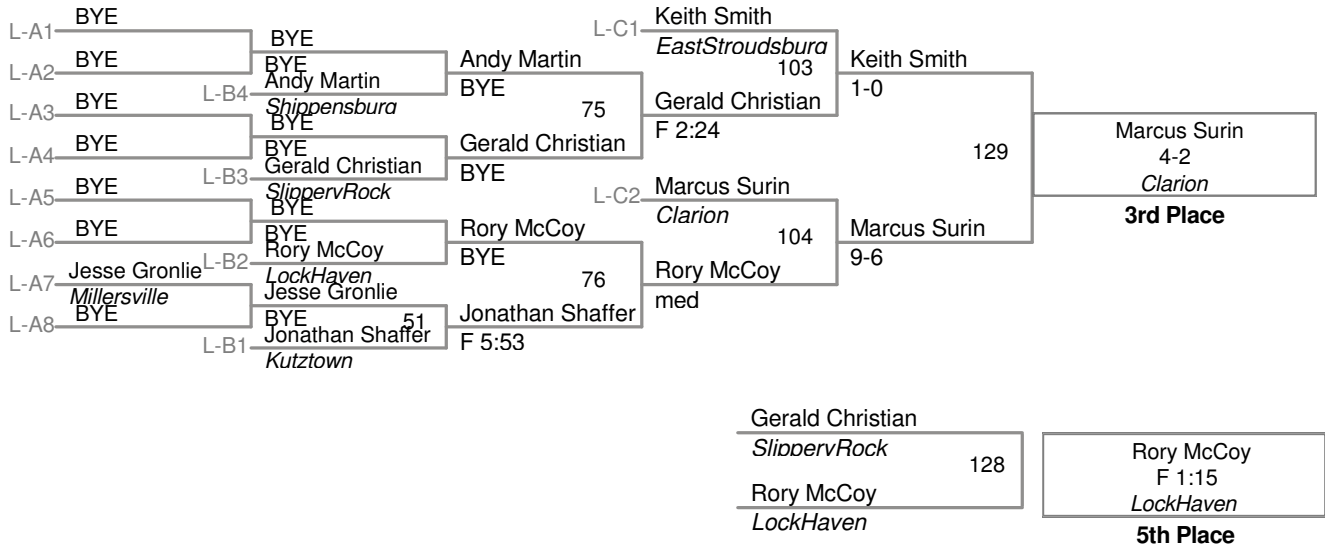 L-A1 BYE
L-A2 BYE
BYE
BYE
L-B4 Andy Martin
Shippensburg
L-A3 BYE
L-A4 BYE
BYE
BYE
L-B3 Gerald Christian
SlipperyRock
L-A5 BYE
L-A6 BYE
BYE
BYE
L-B2 Rory McCoy
LockHaven
L-A7 Jesse Gronlie
Millersville
L-A8 BYE
Jesse Gronlie
BYE 51
L-B1 Jonathan Shaffer
Kutztown
Andy Martin
BYE
75
Gerald Christian
BYE
Rory McCoy
BYE
76
Jonathan Shaffer
F 5:53
L-C1 Keith Smith
EastStroudsburg
103
Gerald Christian
F 2:24
L-C2 Marcus Surin
Clarion
104
Rory McCoy
med
Keith Smith
1-0
129
Marcus Surin
9-6
Marcus Surin
4-2
Clarion
3rd Place
Gerald Christian
SlipperyRock
128
Rory McCoy
LockHaven
Rory McCoy
F 1:15
LockHaven
5th Place